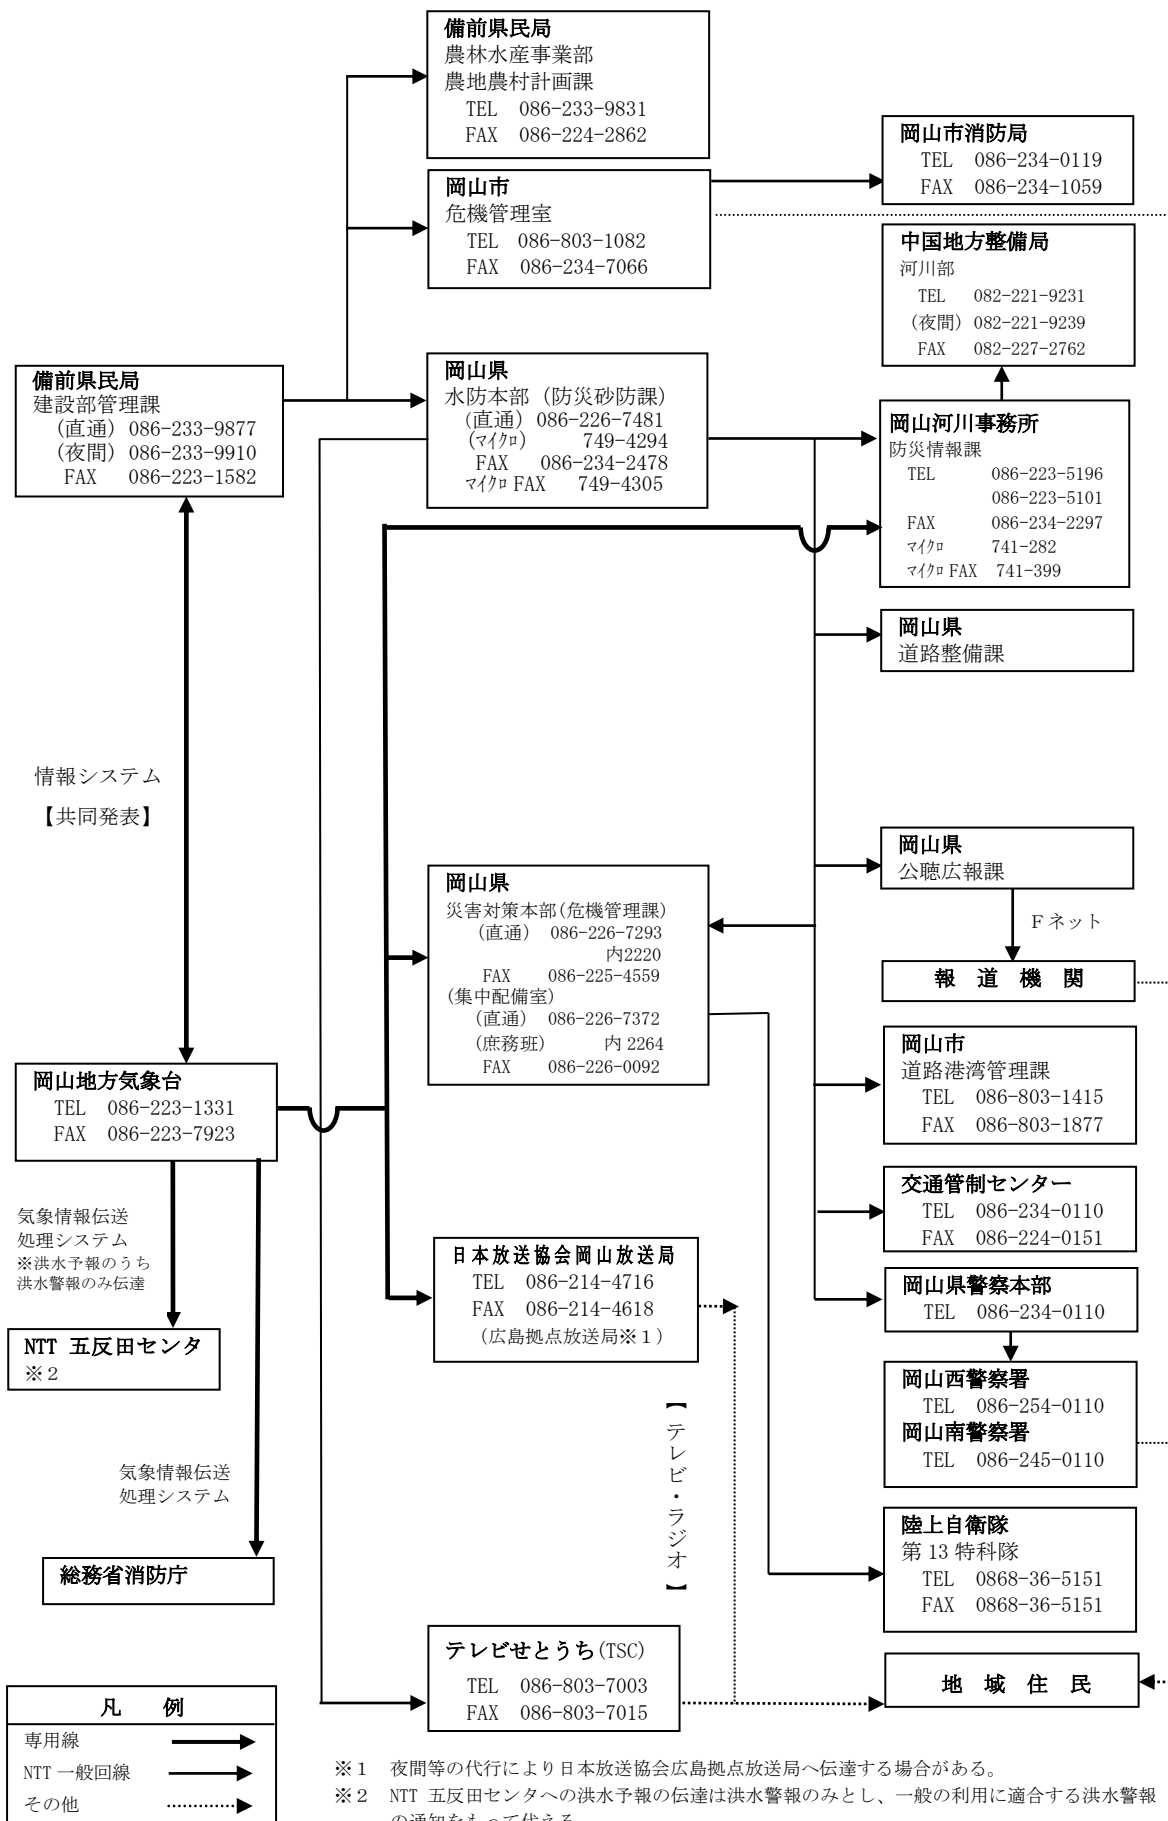 備前県民局
農林水産事業部
農地農村計画課
TEL 086-233-9831
FAX 086-224-2862
岡山市
危機管理室
TEL 086-803-1082
FAX 086-234-7066
岡山市消防局
TEL 086-234-0119
FAX 086-234-1059
中国地方整備局
河川部
TEL 082-221-9231
(夜間) 082-221-9239
FAX 082-227-2762
備前県民局
建設部管理課
(直通) 086-233-9877
(夜間) 086-233-9910
FAX 086-223-1582
岡山県
水防本部（防災砂防課）
(直通) 086-226-7481
(ﾏｲｸﾛ) 749-4294
FAX 086-234-2478
ﾏｲｸﾛ FAX 749-4305
岡山河川事務所
防災情報課
TEL 086-223-5196
086-223-5101
FAX 086-234-2297
ﾏｲｸﾛ 741-282
ﾏｲｸﾛ FAX 741-399
岡山県
道路整備課
情報システム
【共同発表】
岡山県
公聴広報課
Ｆネット
報 道 機 関
岡山県
災害対策本部(危機管理課)
(直通) 086-226-7293
内2220
FAX 086-225-4559
(集中配備室)
(直通) 086-226-7372
(庶務班) 内 2264
FAX 086-226-0092
岡山市
道路港湾管理課
TEL 086-803-1415
FAX 086-803-1877
岡山地方気象台
TEL 086-223-1331
FAX 086-223-7923
交通管制センター
TEL 086-234-0110
FAX 086-224-0151
気象情報伝送
処理システム
※洪水予報のうち
洪水警報のみ伝達
日本放送協会岡山放送局
TEL 086-214-4716
FAX 086-214-4618
（広島拠点放送局※１）
岡山県警察本部
TEL 086-234-0110
NTT 五反田センタ
※２
岡山西警察署
TEL 086-254-0110
岡山南警察署
TEL 086-245-0110
【テレビ・ラジオ】
気象情報伝送
処理システム
総務省消防庁
陸上自衛隊
第 13 特科隊
TEL 0868-36-5151
FAX 0868-36-5151
テレビせとうち(TSC)
TEL 086-803-7003
FAX 086-803-7015
地 域 住 民
凡 例
専用線
NTT 一般回線
その他
※１ 夜間等の代行により日本放送協会広島拠点放送局へ伝達する場合がある。
※２ NTT 五反田センタへの洪水予報の伝達は洪水警報のみとし、一般の利用に適合する洪水警報
の通知をもって代える